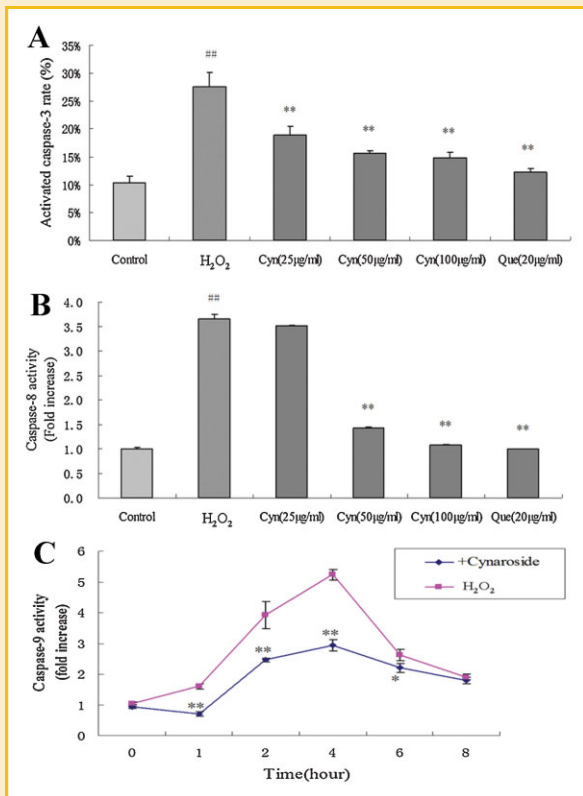 A
Activated caspase-3 rate (%)
35%
30%
25%
20%
15%
10%
5%
0%
##
**
**
**
**
Control
H₂O₂
Cyn(25μg/ml)
Cyn(50μg/ml)
Cyn(100μg/ml)
Que(20μg/ml)
B
Caspase-8 activity
(Fold increase)
4.0
3.5
3.0
2.5
2.0
1.5
1.0
0.5
0.0
##
**
**
**
Control
H₂O₂
Cyn(25μg/ml)
Cyn(50μg/ml)
Cyn(100μg/ml)
Que(20μg/ml)
C
Caspase-9 activity
(fold increase)
6
5
4
3
2
1
0
+Cynaroside
H₂O₂
**
**
**
*
0
1
2
4
6
8
Time(hour)